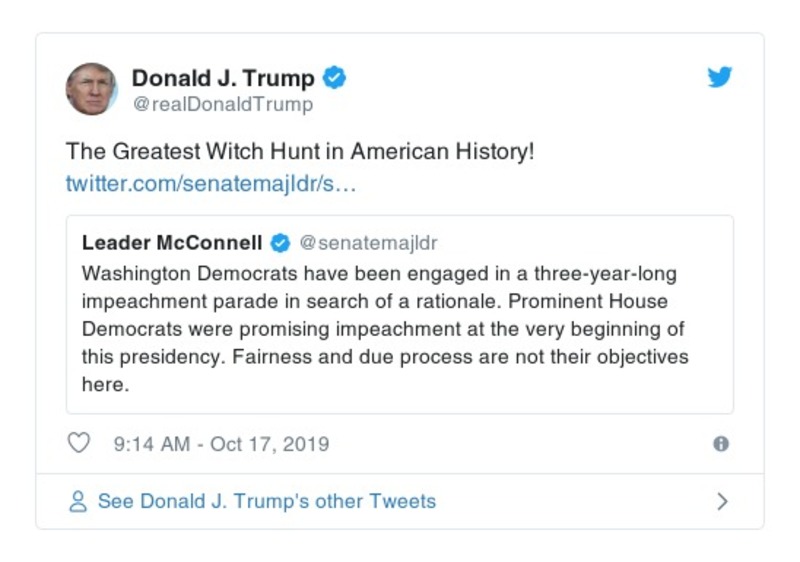 Donald J. Trump
@realDonaldTrump
The Greatest Witch Hunt in American History!
twitter.com/senatemajldr/s…
Leader McConnell @senatemajldr
Washington Democrats have been engaged in a three-year-long
impeachment parade in search of a rationale. Prominent House
Democrats were promising impeachment at the very beginning of
this presidency. Fairness and due process are not their objectives
here.
9:14 AM - Oct 17, 2019
See Donald J. Trump's other Tweets